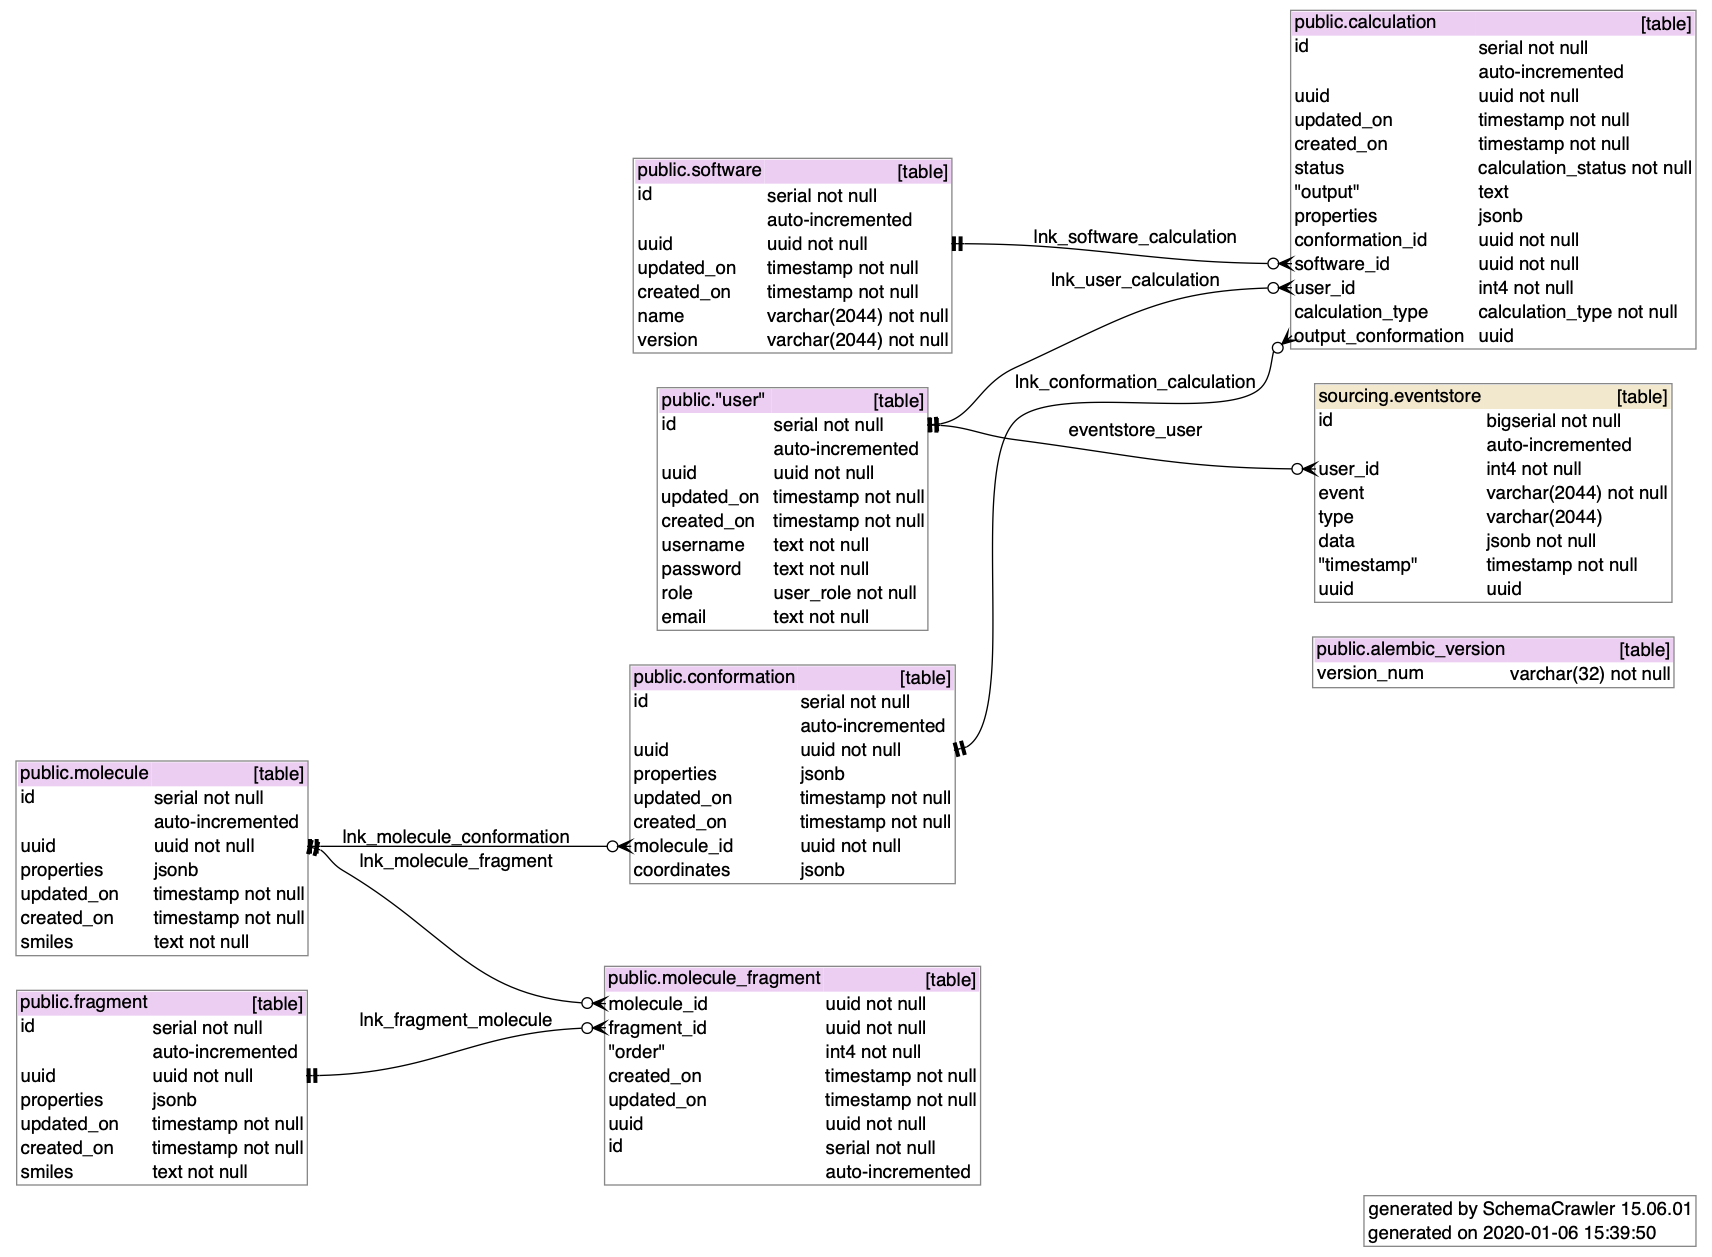 public.calculation [table]
id serial not null
auto-incremented
uuid uuid not null
updated_on timestamp not null
created_on timestamp not null
status calculation_status not null
"output" text
properties jsonb
conformation_id uuid not null
software_id uuid not null
user_id int4 not null
calculation_type calculation_type not null
output_conformation uuid
public.software [table]
id serial not null
auto-incremented
uuid uuid not null
updated_on timestamp not null
created_on timestamp not null
name varchar(2044) not null
version varchar(2044) not null
lnk_software_calculation
lnk_user_calculation
lnk_conformation_calculation
eventstore_user
public."user" [table]
id serial not null
auto-incremented
uuid uuid not null
updated_on timestamp not null
created_on timestamp not null
username text not null
password text not null
role user_role not null
email text not null
sourcing.eventstore [table]
id bigserial not null
auto-incremented
user_id int4 not null
event varchar(2044) not null
type varchar(2044)
data jsonb not null
"timestamp" timestamp not null
uuid uuid
public.alembic_version [table]
version_num varchar(32) not null
public.conformation [table]
id serial not null
auto-incremented
uuid uuid not null
properties jsonb
updated_on timestamp not null
created_on timestamp not null
molecule_id uuid not null
coordinates jsonb
public.molecule [table]
id serial not null
auto-incremented
uuid uuid not null
properties jsonb
updated_on timestamp not null
created_on timestamp not null
smiles text not null
lnk_molecule_conformation
lnk_molecule_fragment
public.fragment [table]
id serial not null
auto-incremented
uuid uuid not null
properties jsonb
updated_on timestamp not null
created_on timestamp not null
smiles text not null
lnk_fragment_molecule
public.molecule_fragment [table]
molecule_id uuid not null
fragment_id uuid not null
"order" int4 not null
created_on timestamp not null
updated_on timestamp not null
uuid uuid not null
id serial not null
auto-incremented
generated by SchemaCrawler 15.06.01
generated on 2020-01-06 15:39:50